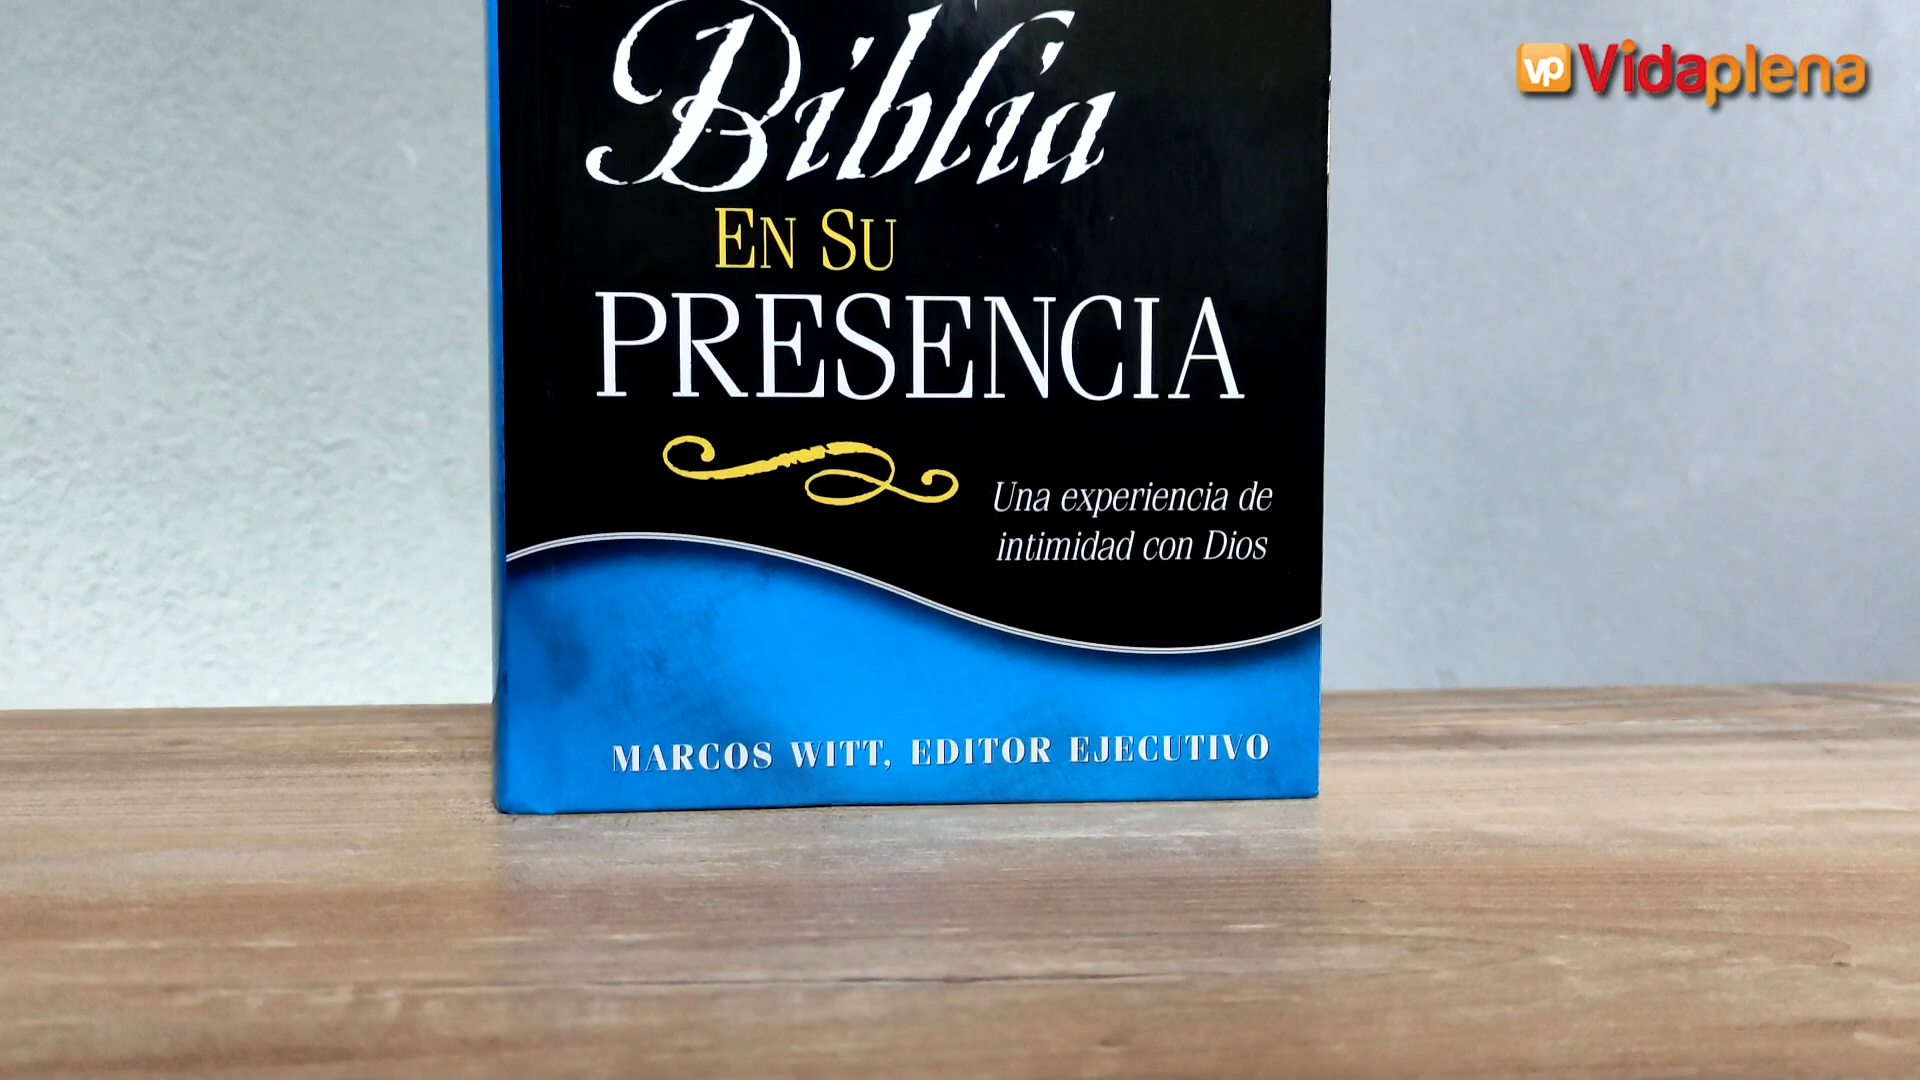 vp Vidaplena
Biblia
EN SU
PRESENCIA
Una experiencia de
intimidad con Dios
MARCOS WITT, EDITOR EJECUTIVO